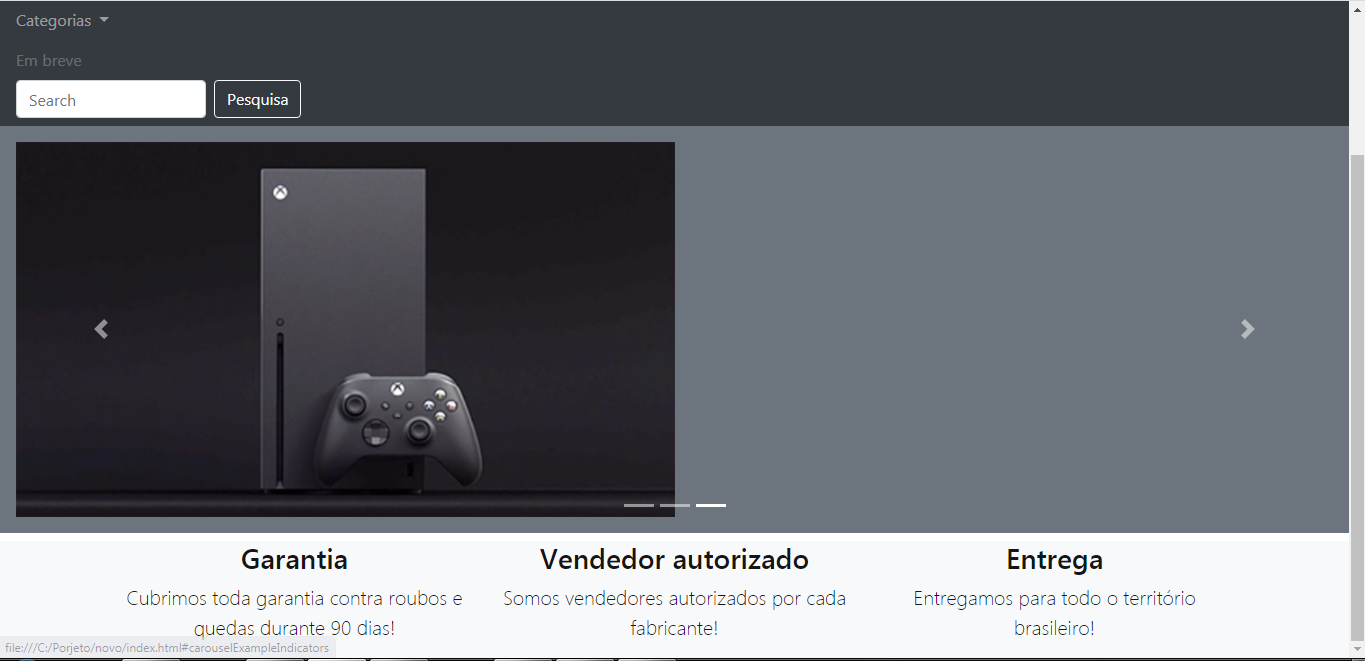 Categorias
Em breve
Search Pesquisa
Garantia
Cubrimos toda garantia contra roubos e
quedas durante 90 dias!
Vendedor autorizado
Somos vendedores autorizados por cada
fabricante!
Entrega
Entregamos para todo o território
brasileiro!
file:///C:/Porjeto/novo/index.html#carouselExampleIndicators